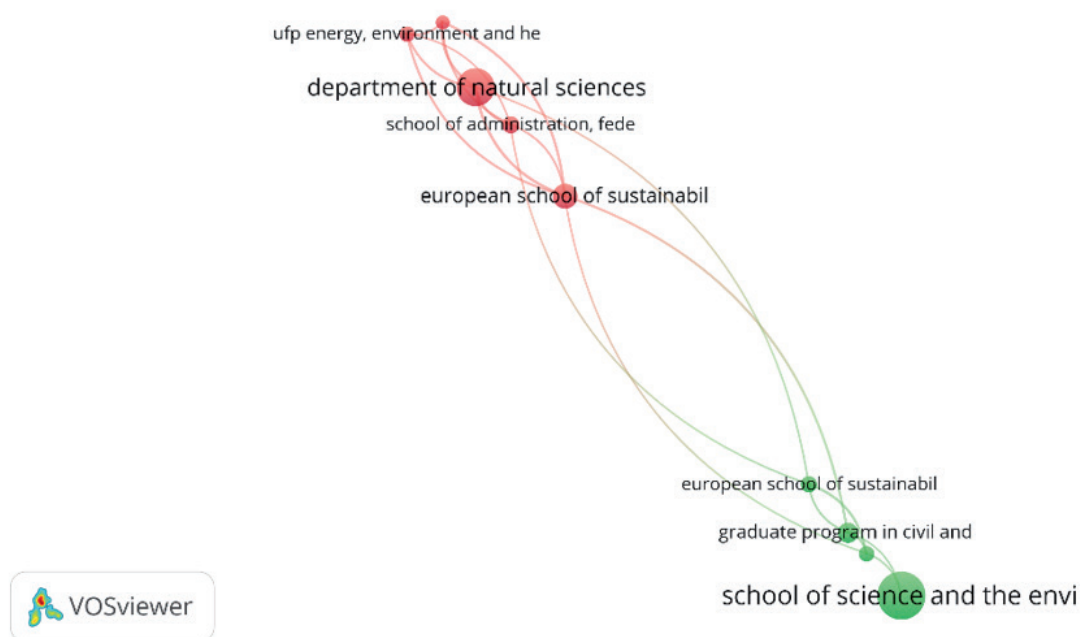 ufp energy, environment and he
department of natural sciences
school of administration, fede
european school of sustainabil
european school of sustainabil
graduate program in civil and
school of science and the envi
VOSviewer